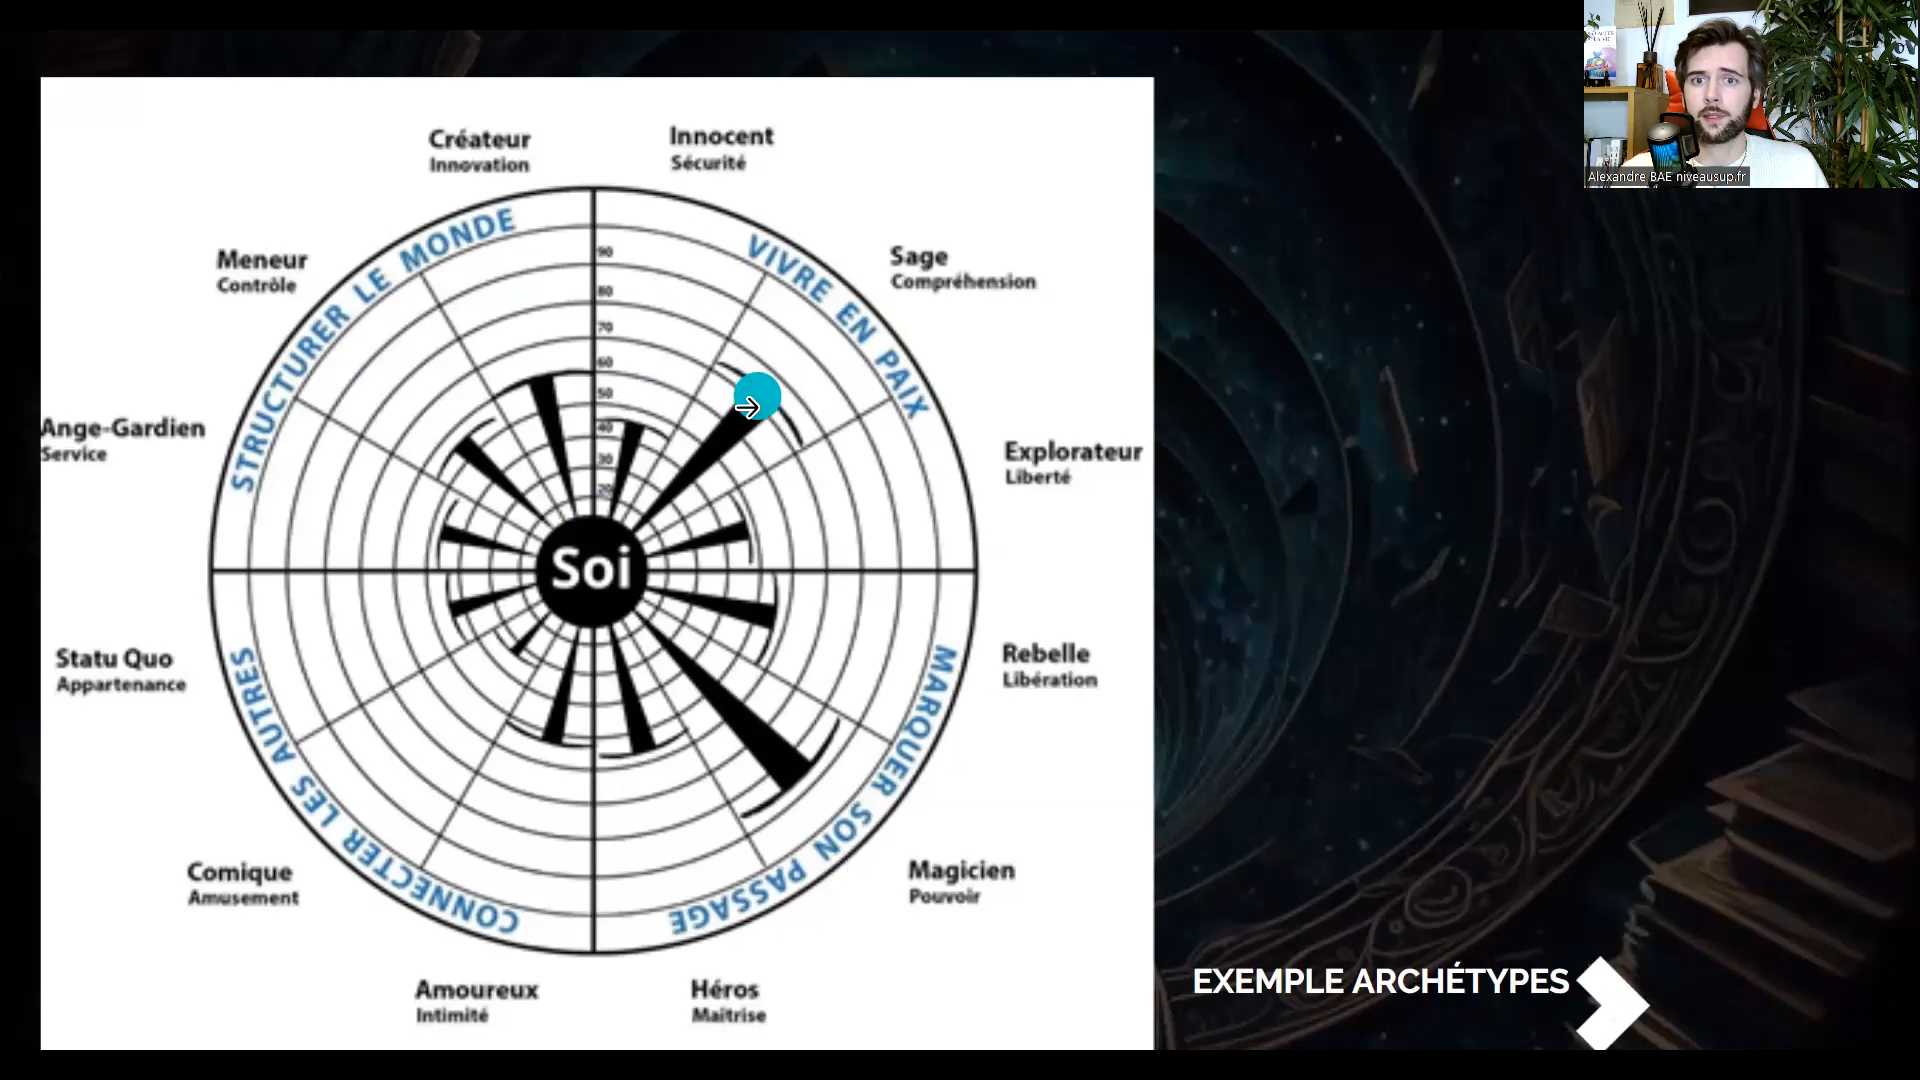 Créateur
Innovation
Innocent
Sécurité
Meneur
Contrôle
Sage
Compréhension
Ange-Gardien
Service
Explorateur
Liberté
STRUCTURER LE MONDE
VIVRE EN PAIX
90
80
70
60
50
40
30
20
Soi
Statu Quo
Appartenance
Rebelle
Libération
CONNECTER LES AUTRES
MARQUER SON PASSAGE
Comique
Amusement
Magicien
Pouvoir
Amoureux
Intimité
Héros
Maîtrise
EXEMPLE ARCHÉTYPES
Alexandre BAE niveausup.fr